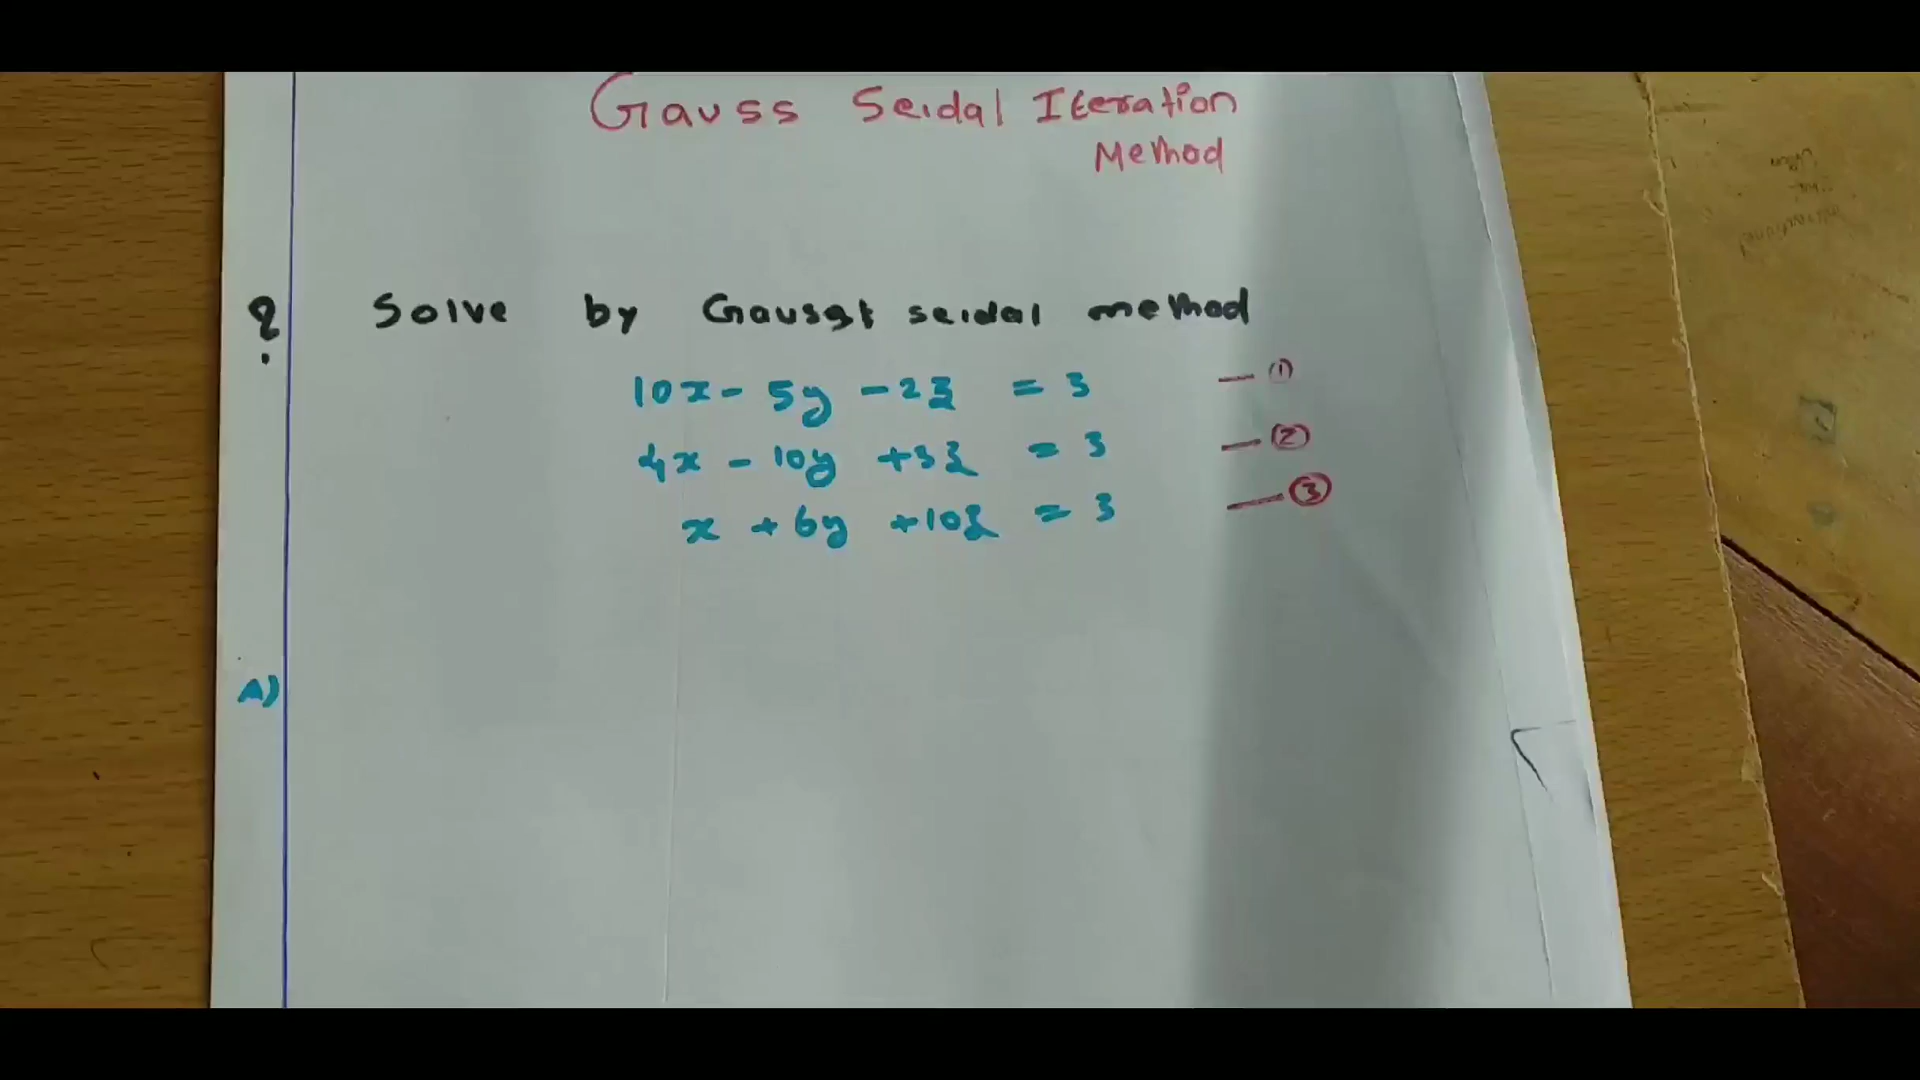 Gauss Seidal Iteration
Method
? Solve by Gausst seidal method
10x - 5y - 2z = 3 — ①
4x - 10y + 3z = 3 — ②
x + 6y + 10z = 3 — ③
A)